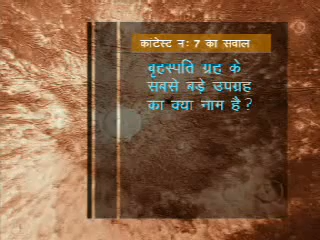 कांटेस्ट नः 7 का सवाल
बृहस्पति ग्रह के
सबसे बड़े उपग्रह
का क्या नाम है ?